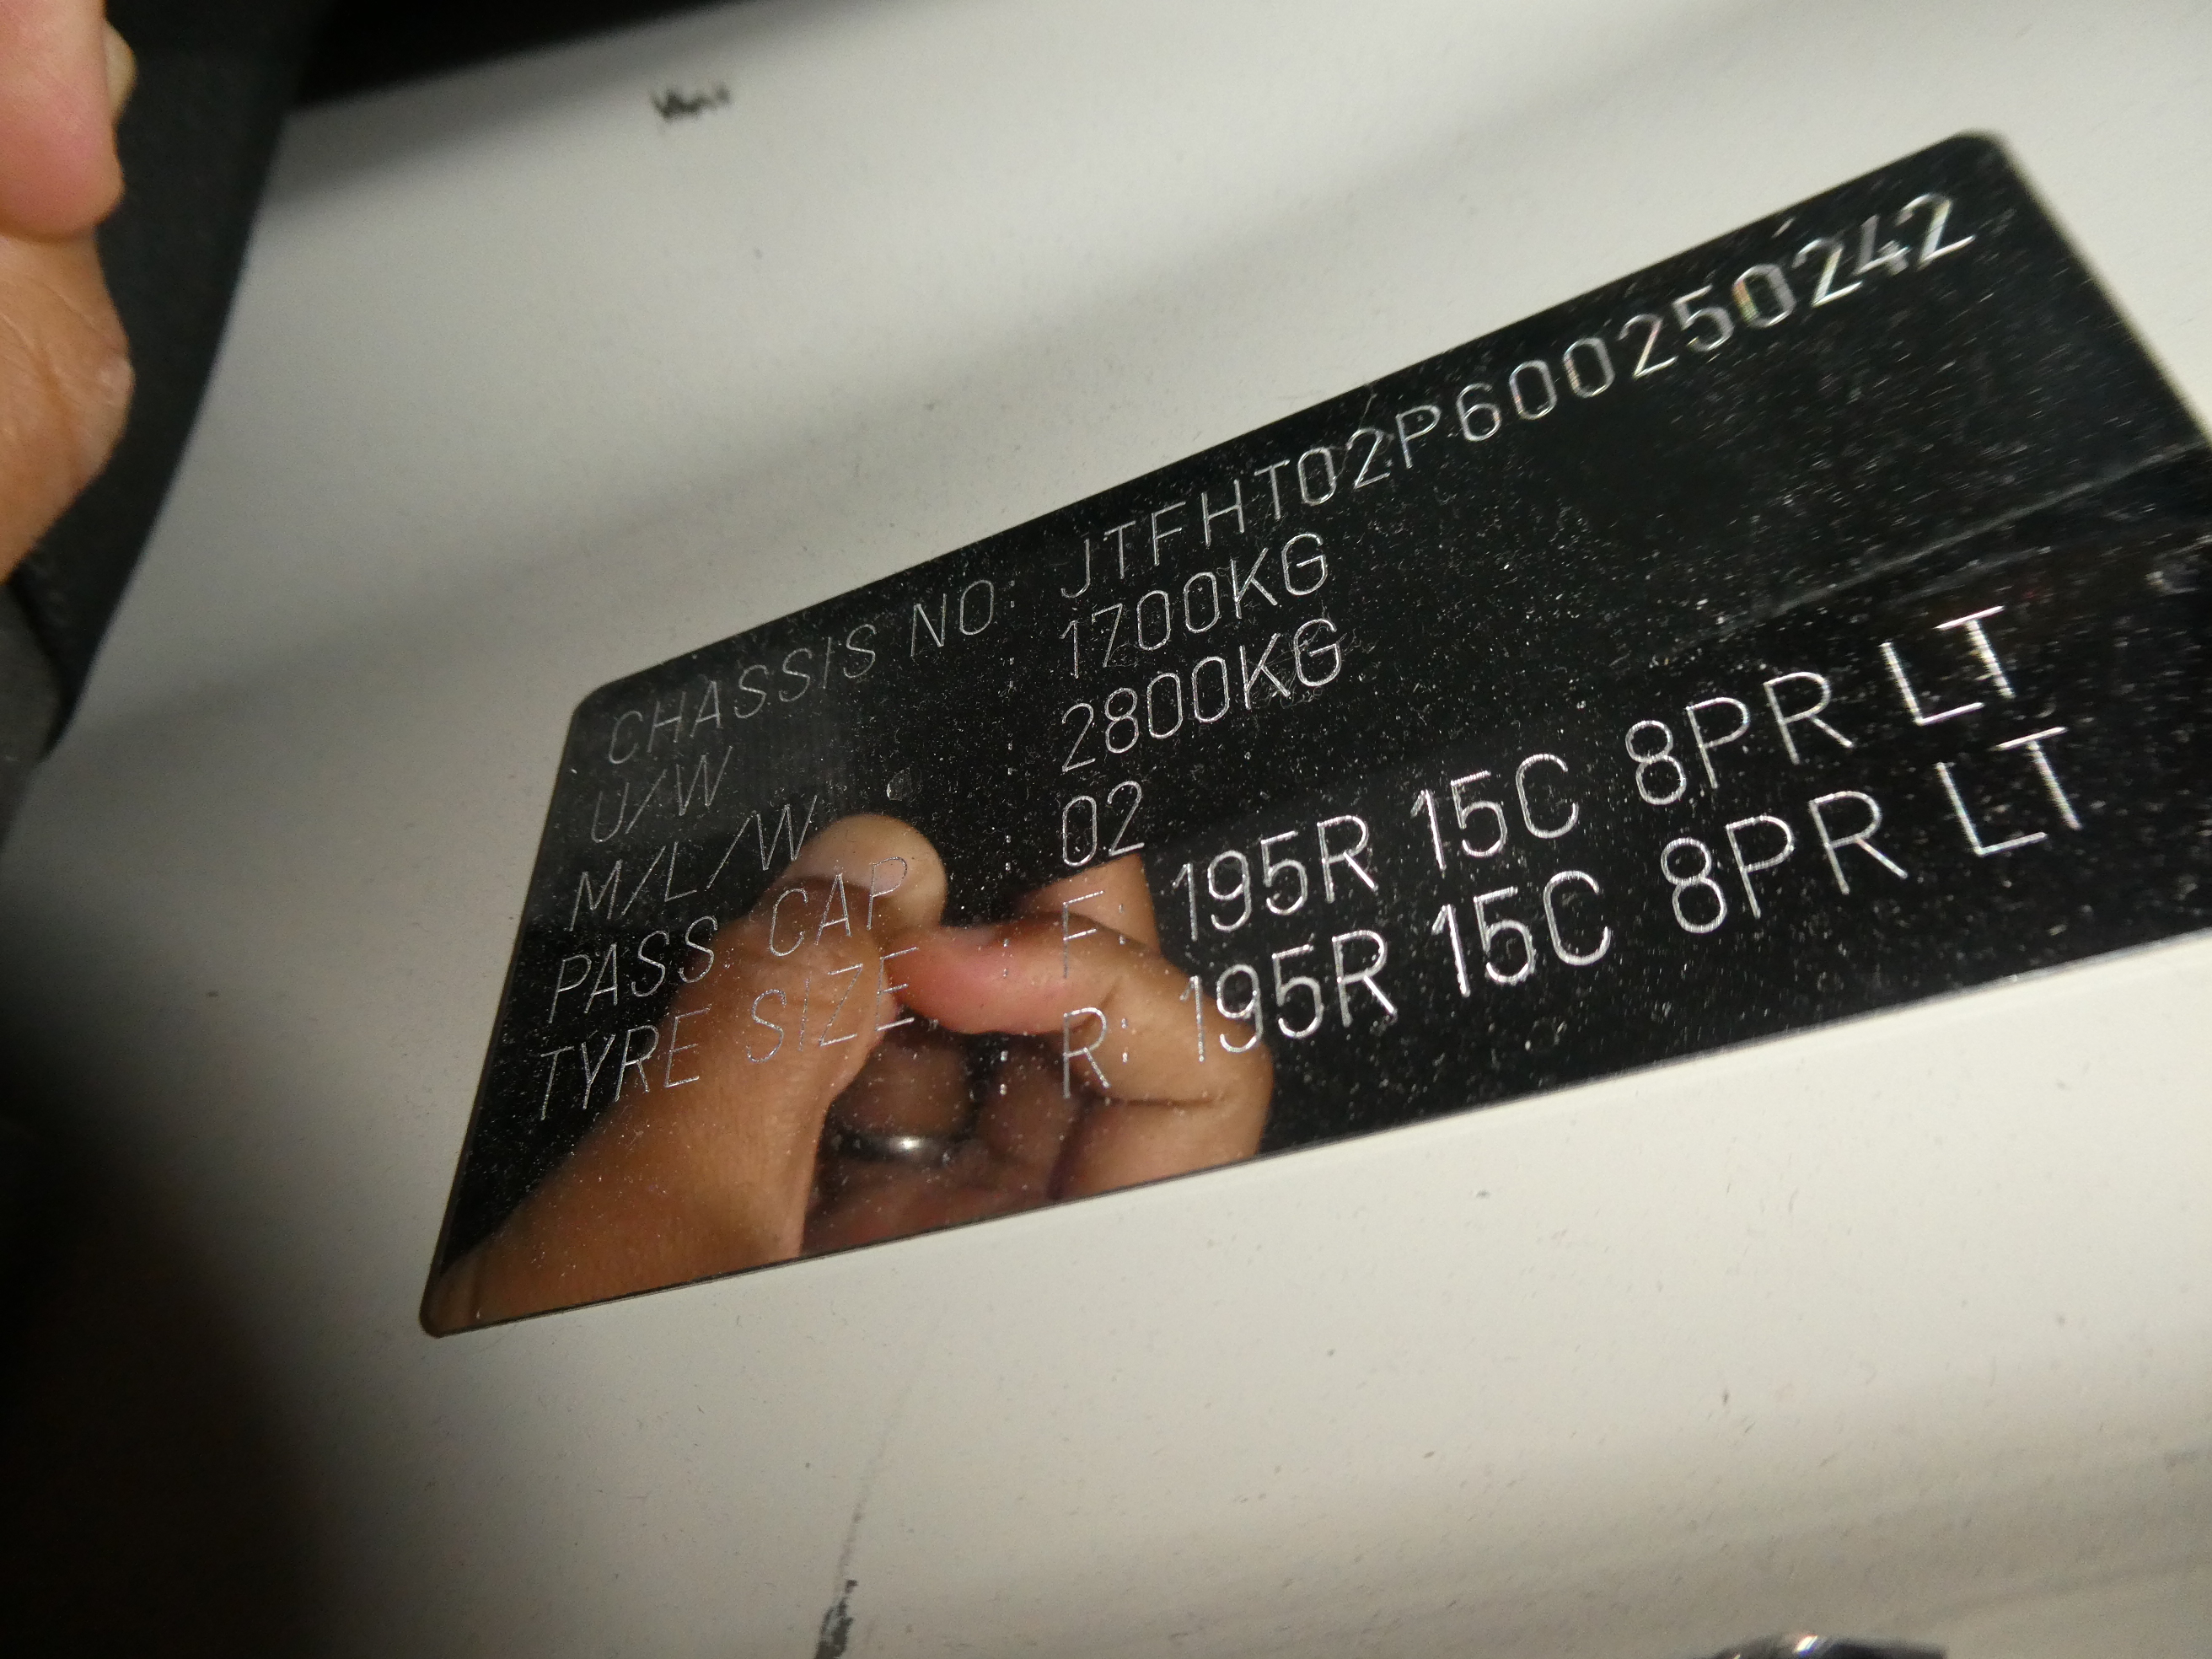 CHASSIS NO: JTFHT02P600250242
U/W : 1700KG
M/L/W : 2800KG
PASS CAP : 02
TYRE SIZE : F: 195R 15C 8PR LT
: R: 195R 15C 8PR LT